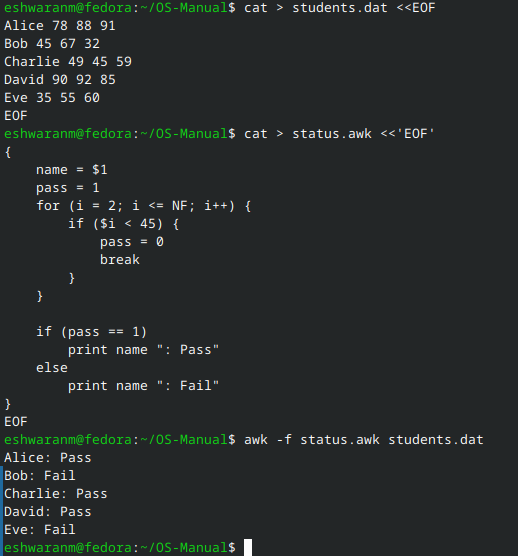 eshwaranm@fedora:~/OS-Manual$ cat > students.dat <<EOF
Alice 78 88 91
Bob 45 67 32
Charlie 49 45 59
David 90 92 85
Eve 35 55 60
EOF
eshwaranm@fedora:~/OS-Manual$ cat > status.awk <<'EOF'
{
    name = $1
    pass = 1
    for (i = 2; i <= NF; i++) {
        if ($i < 45) {
            pass = 0
            break
        }
    }

    if (pass == 1)
        print name ": Pass"
    else
        print name ": Fail"
}
EOF
eshwaranm@fedora:~/OS-Manual$ awk -f status.awk students.dat
Alice: Pass
Bob: Fail
Charlie: Pass
David: Pass
Eve: Fail
eshwaranm@fedora:~/OS-Manual$